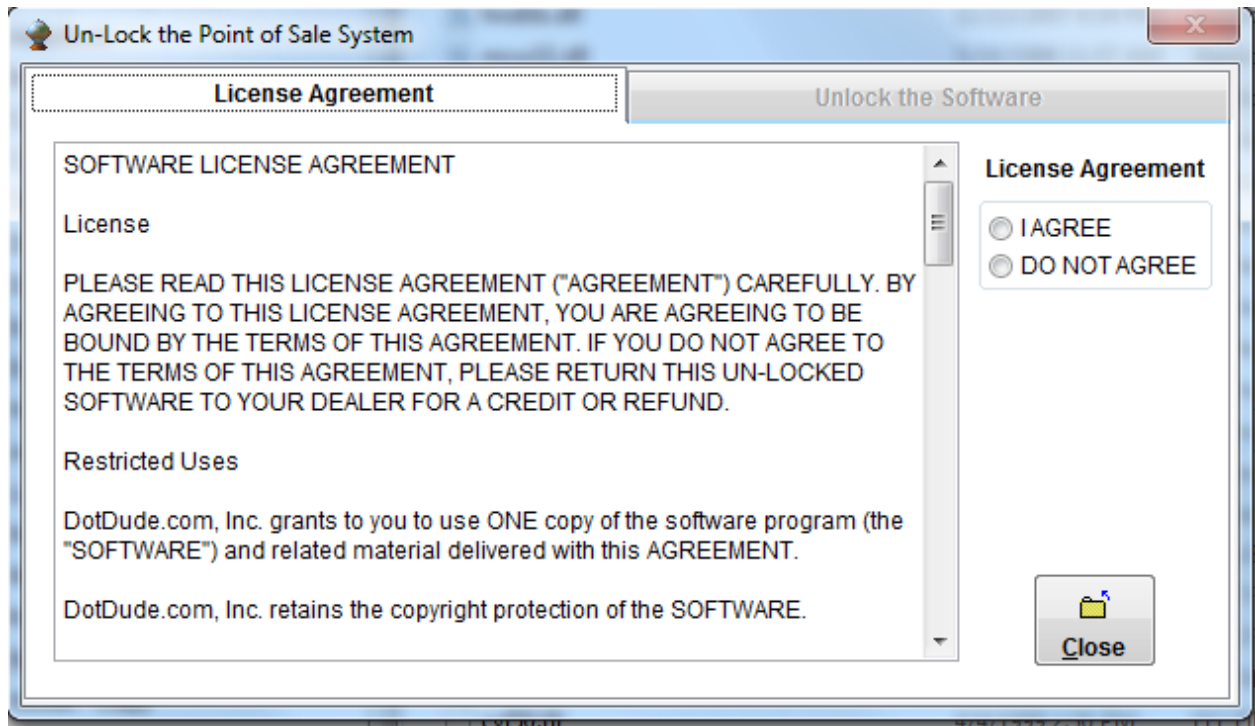 Un-Lock the Point of Sale System
License Agreement
Unlock the Software
SOFTWARE LICENSE AGREEMENT
License
PLEASE READ THIS LICENSE AGREEMENT ("AGREEMENT") CAREFULLY. BY
AGREEING TO THIS LICENSE AGREEMENT, YOU ARE AGREEING TO BE
BOUND BY THE TERMS OF THIS AGREEMENT. IF YOU DO NOT AGREE TO
THE TERMS OF THIS AGREEMENT, PLEASE RETURN THIS UN-LOCKED
SOFTWARE TO YOUR DEALER FOR A CREDIT OR REFUND.
Restricted Uses
DotDude.com, Inc. grants to you to use ONE copy of the software program (the
"SOFTWARE") and related material delivered with this AGREEMENT.
DotDude.com, Inc. retains the copyright protection of the SOFTWARE.
License Agreement
I AGREE
DO NOT AGREE
Close